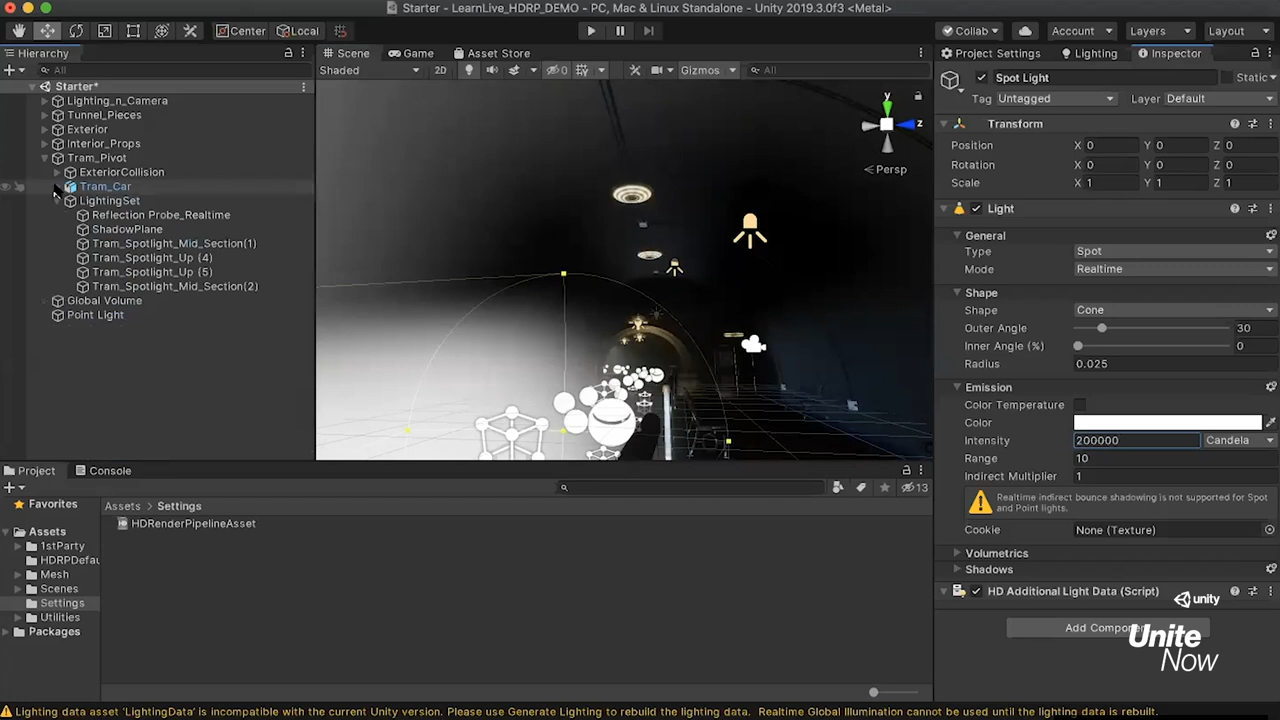 Starter - LearnLive_HDRP_DEMO - PC, Mac & Linux Standalone - Unity 2019.3.0f3 <Metal>
Center Local Collab Account Layers Layout
Hierarchy Scene Game Asset Store Project Settings Lighting Inspector
All Shaded 2D 0 Gizmos All
Starter*
Lighting_n_Camera
Tunnel_Pieces
Exterior
Interior_Props
Tram_Pivot
ExteriorCollision
Tram_Car
LightingSet
Reflection Probe_Realtime
ShadowPlane
Tram_Spotlight_Mid_Section(1)
Tram_Spotlight_Up (4)
Tram_Spotlight_Up (5)
Tram_Spotlight_Mid_Section(2)
Global Volume
Point Light
y
z
Persp
Spot Light Static
Tag Untagged Layer Default
Transform
Position X 0 Y 0 Z 0
Rotation X 0 Y 0 Z 0
Scale X 1 Y 1 Z 1
Light
General
Type Spot
Mode Realtime
Shape
Shape Cone
Outer Angle 30
Inner Angle (%) 0
Radius 0.025
Emission
Color Temperature
Color
Intensity 200000 Candela
Range 10
Indirect Multiplier 1
Realtime indirect bounce shadowing is not supported for Spot
and Point lights.
Cookie None (Texture)
Volumetrics
Shadows
HD Additional Light Data (Script)
Add Compone
unity
Unite
Now
Project Console
13
Favorites
Assets
1stParty
HDRPDefau
Mesh
Scenes
Settings
Utilities
Packages
Assets > Settings
HDRenderPipelineAsset
Lighting data asset 'LightingData' is incompatible with the current Unity version. Please use Generate Lighting to rebuild the lighting data. Realtime Global Illumination cannot be used until the lighting data is rebuilt.